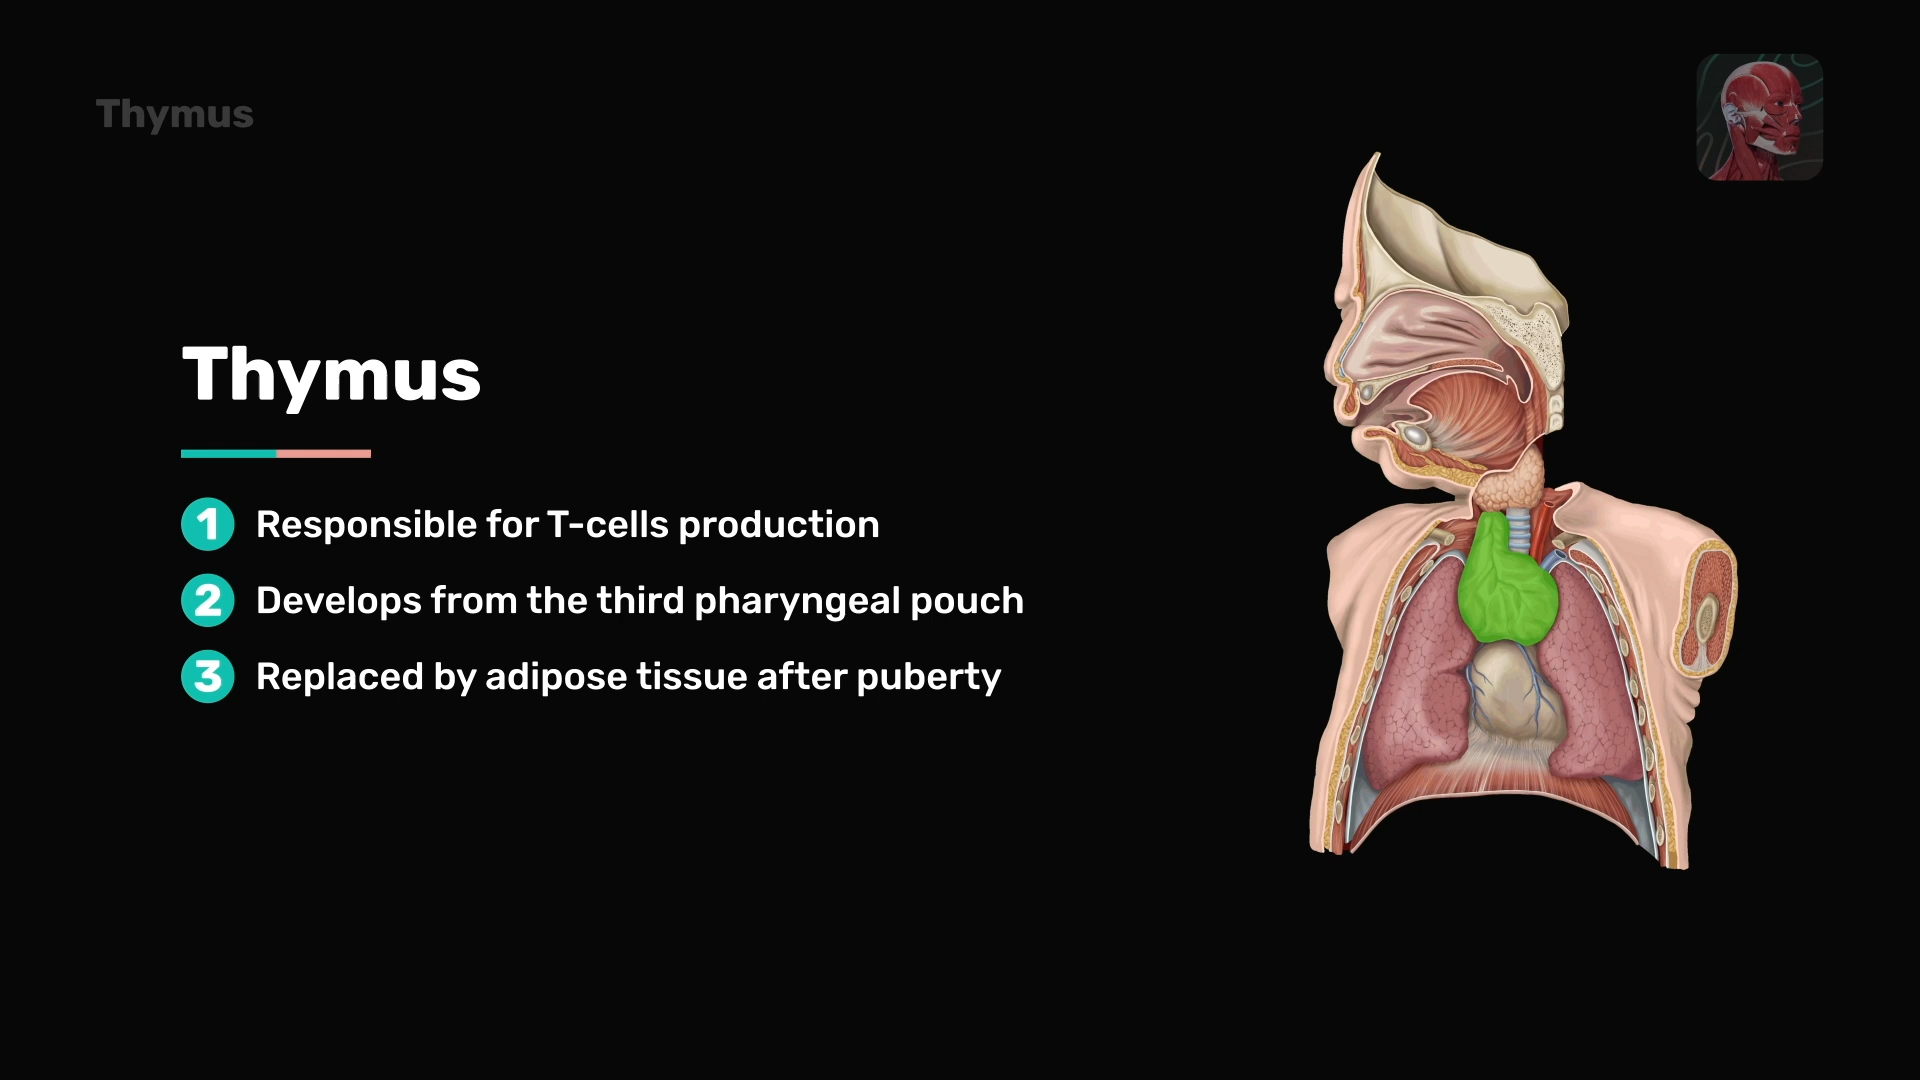 Thymus
Thymus
1 Responsible for T-cells production
2 Develops from the third pharyngeal pouch
3 Replaced by adipose tissue after puberty